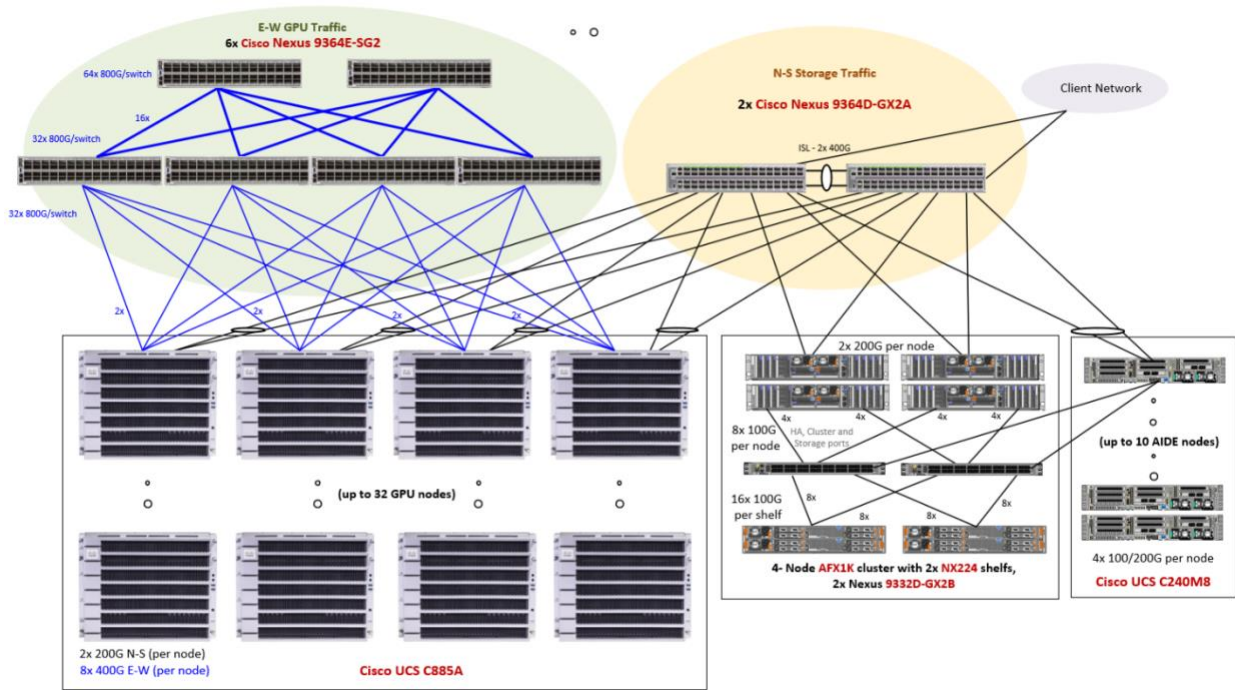 E-W GPU Traffic
6x Cisco Nexus 9364E-SG2
64x 800G/switch
16x
32x 800G/switch
32x 800G/switch
N-S Storage Traffic
2x Cisco Nexus 9364D-GX2A
ISL - 2x 400G
Client Network
2x
2x
2x
2x
(up to 32 GPU nodes)
2x 200G N-S (per node)
8x 400G E-W (per node)
Cisco UCS C885A
2x 200G per node
4x
4x
4x
4x
8x 100G
per node
HA, Cluster and
Storage ports
16x 100G
per shelf
8x
8x
8x
8x
4- Node AFX1K cluster with 2x NX224 shelfs,
2x Nexus 9332D-GX2B
(up to 10 AIDE nodes)
4x 100/200G per node
Cisco UCS C240M8